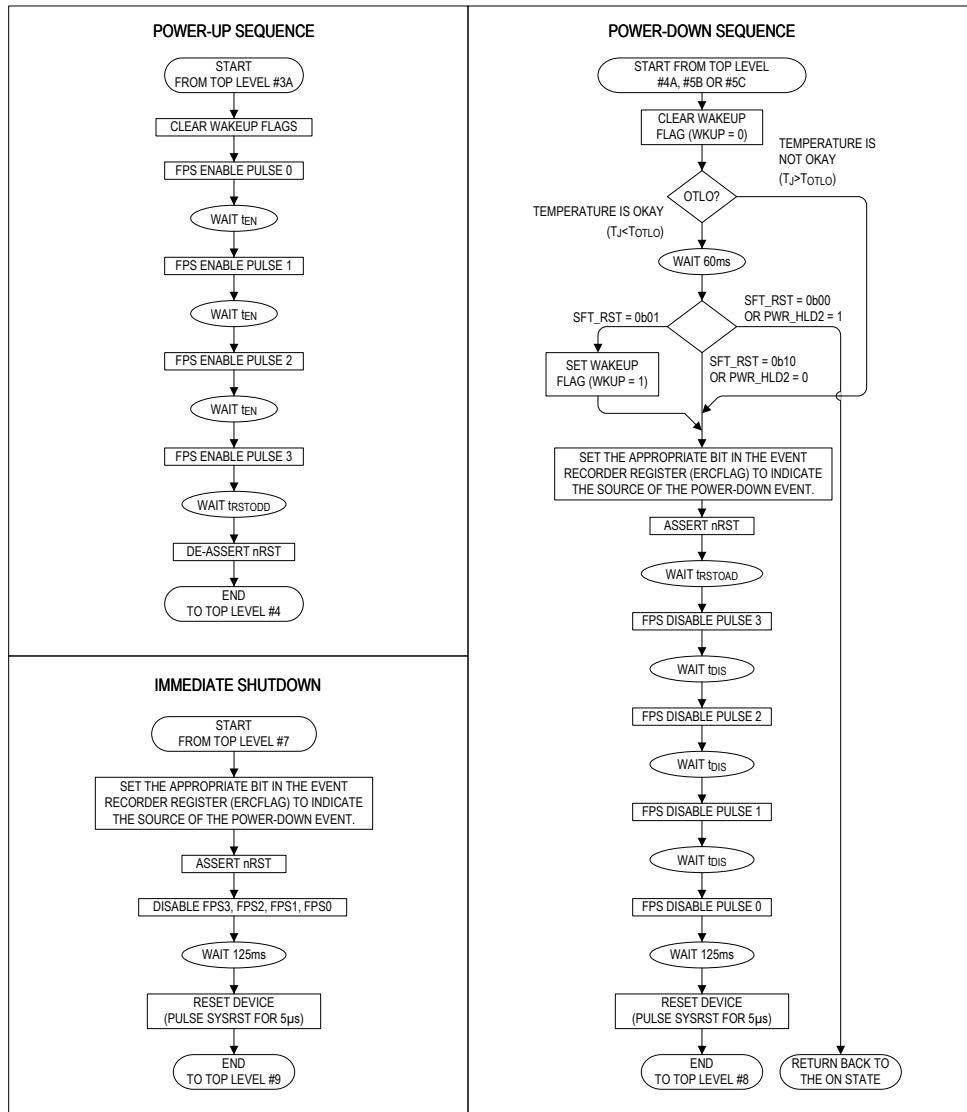 POWER-UP SEQUENCE
START
FROM TOP LEVEL #3A
CLEAR WAKEUP FLAGS
FPS ENABLE PULSE 0
WAIT tEN
FPS ENABLE PULSE 1
WAIT tEN
FPS ENABLE PULSE 2
WAIT tEN
FPS ENABLE PULSE 3
WAIT tRSTODD
DE-ASSERT nRST
END
TO TOP LEVEL #4
IMMEDIATE SHUTDOWN
START
FROM TOP LEVEL #7
SET THE APPROPRIATE BIT IN THE EVENT
RECORDER REGISTER (ERCFLAG) TO INDICATE
THE SOURCE OF THE POWER-DOWN EVENT.
ASSERT nRST
DISABLE FPS3, FPS2, FPS1, FPS0
WAIT 125ms
RESET DEVICE
(PULSE SYSRST FOR 5µs)
END
TO TOP LEVEL #9
POWER-DOWN SEQUENCE
START FROM TOP LEVEL
#4A, #5B OR #5C
CLEAR WAKEUP
FLAG (WKUP = 0)
TEMPERATURE IS
NOT OKAY
(TJ>TOTLO)
OTLO?
TEMPERATURE IS OKAY
(TJ<TOTLO)
WAIT 60ms
SFT_RST = 0b01
SFT_RST = 0b00
OR PWR_HLD2 = 1
SET WAKEUP
FLAG (WKUP = 1)
SFT_RST = 0b10
OR PWR_HLD2 = 0
SET THE APPROPRIATE BIT IN THE EVENT
RECORDER REGISTER (ERCFLAG) TO INDICATE
THE SOURCE OF THE POWER-DOWN EVENT.
ASSERT nRST
WAIT tRSTOAD
FPS DISABLE PULSE 3
WAIT tDIS
FPS DISABLE PULSE 2
WAIT tDIS
FPS DISABLE PULSE 1
WAIT tDIS
FPS DISABLE PULSE 0
WAIT 125ms
RESET DEVICE
(PULSE SYSRST FOR 5µs)
END
TO TOP LEVEL #8
RETURN BACK TO
THE ON STATE